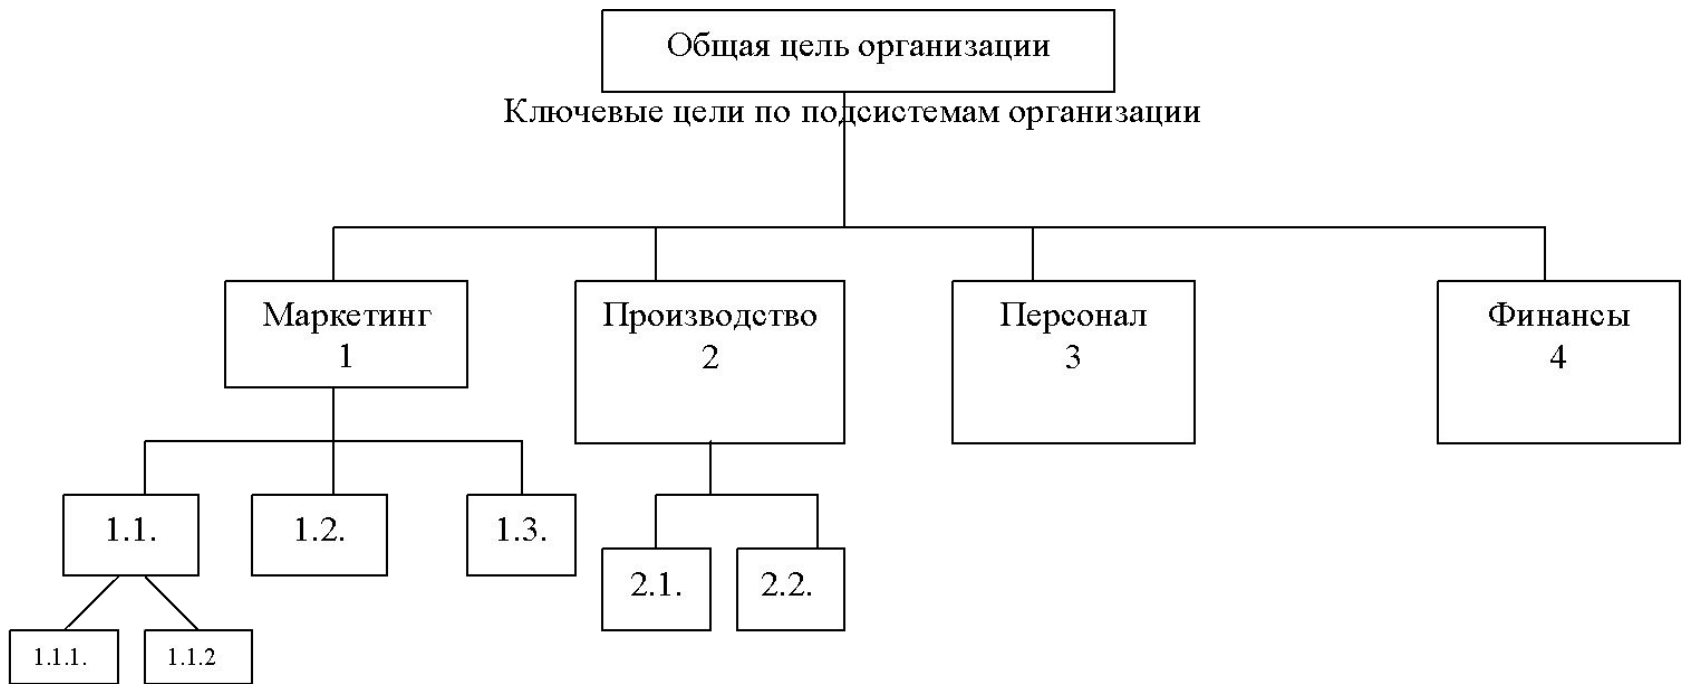 Общая цель организации
Ключевые цели по подсистемам организации
Маркетинг
1
Производство
2
Персонал
3
Финансы
4
1.1.
1.2.
1.3.
2.1.
2.2.
1.1.1.
1.1.2